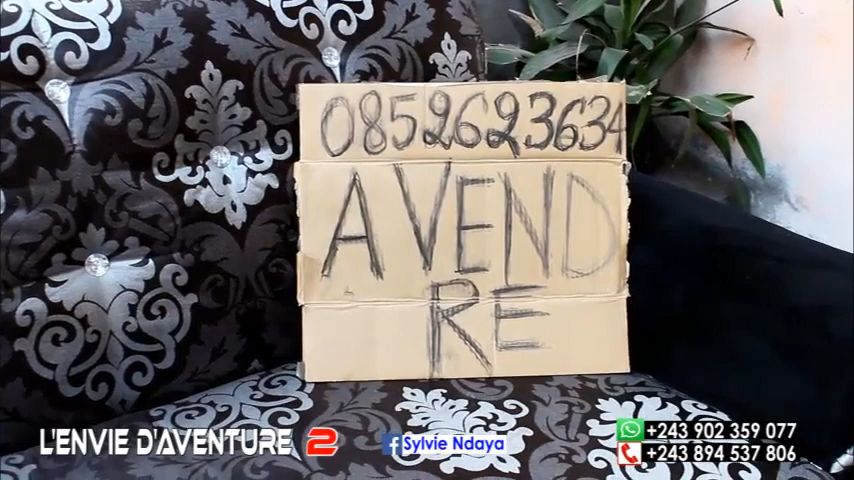 0852623634
AVEND
RE
L'ENVIE D'AVENTURE 2
f Sylvie Ndaya
+243 902 359 077
+243 894 537 806